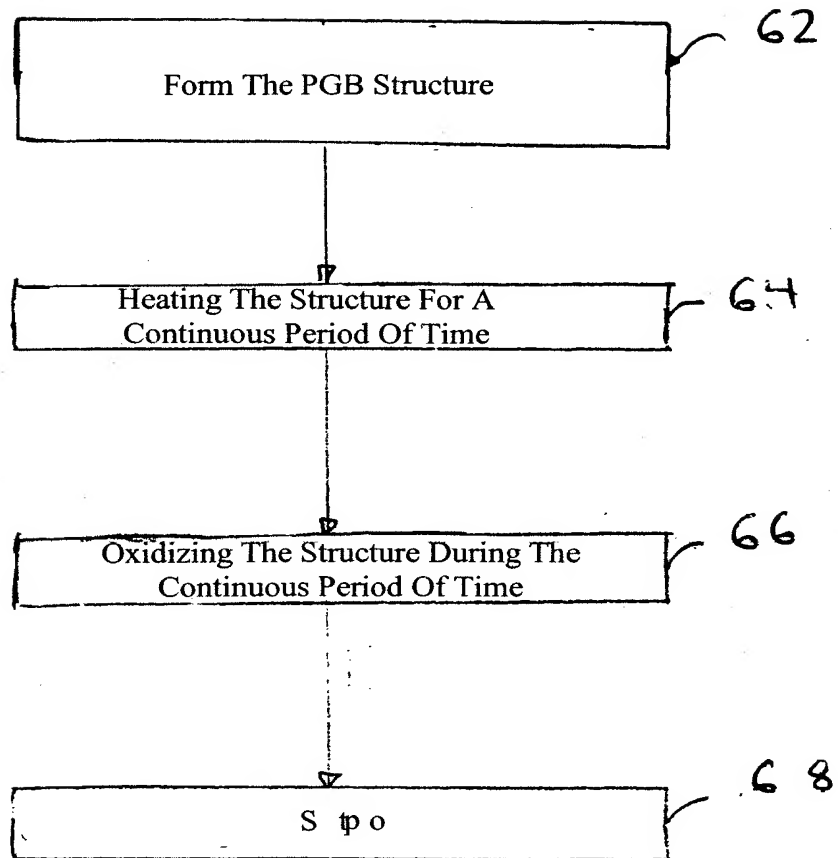 62
Form The PGB Structure
64
Heating The Structure For A
Continuous Period Of Time
66
Oxidizing The Structure During The
Continuous Period Of Time
68
S tp o